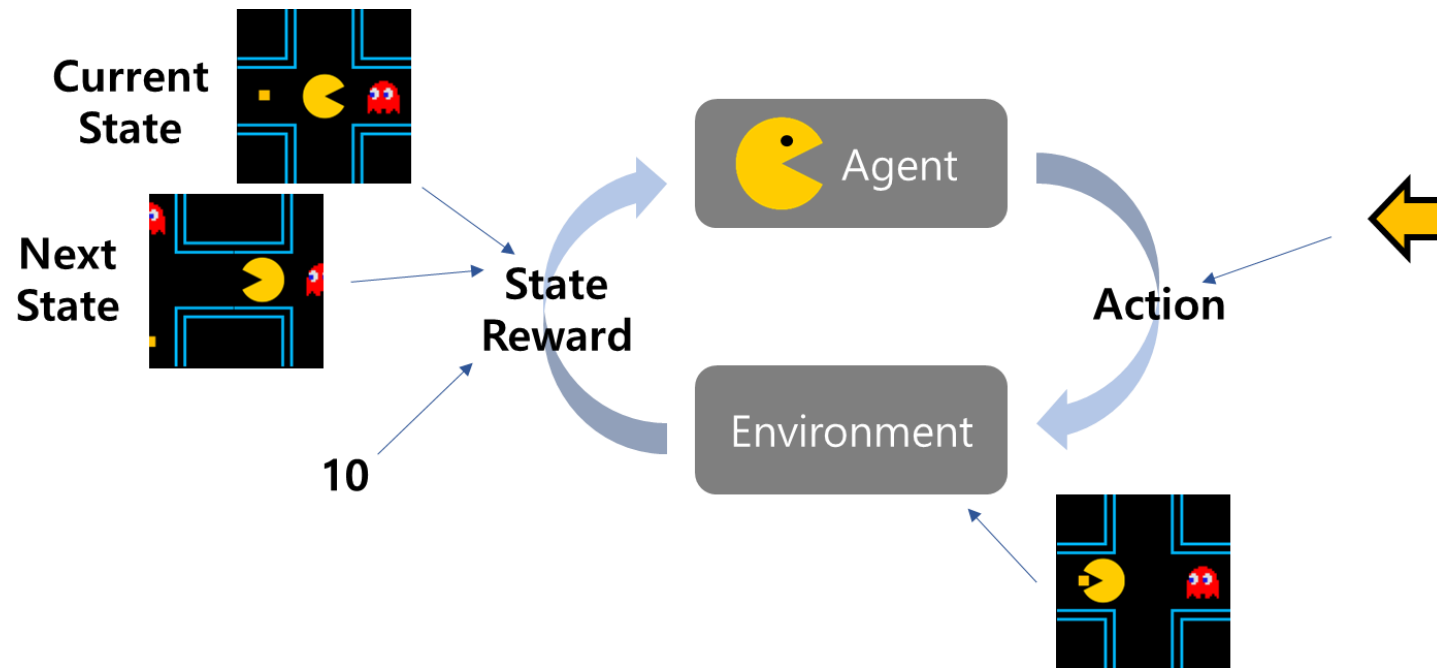 Current
State
Agent
Next
State
State
Reward
Action
Environment
10